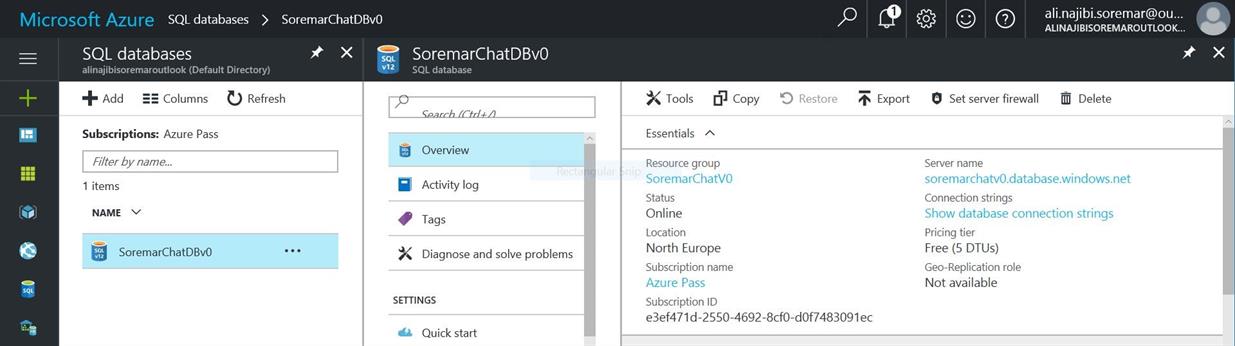 Microsoft Azure SQL databases > SoremarChatDBv0
1
ali.najibi.soremar@ou...
ALINAJIBISOREMAROUTLOOK...
SQL databases
alinajibisoremaroutlook (Default Directory)
Add Columns Refresh
Subscriptions: Azure Pass
Filter by name...
1 items
NAME
SQL v12 SoremarChatDBv0 ...
SQL
SQL v12
SoremarChatDBv0
SQL database
Search (Ctrl+/)
Overview
Rectangular Snip
Activity log
Tags
Diagnose and solve problems
SETTINGS
Quick start
Tools Copy Restore Export Set server firewall Delete
Essentials
Resource group
SoremarChatV0
Status
Online
Location
North Europe
Subscription name
Azure Pass
Subscription ID
e3ef471d-2550-4692-8cf0-d0f7483091ec
Server name
soremarchatv0.database.windows.net
Connection strings
Show database connection strings
Pricing tier
Free (5 DTUs)
Geo-Replication role
Not available